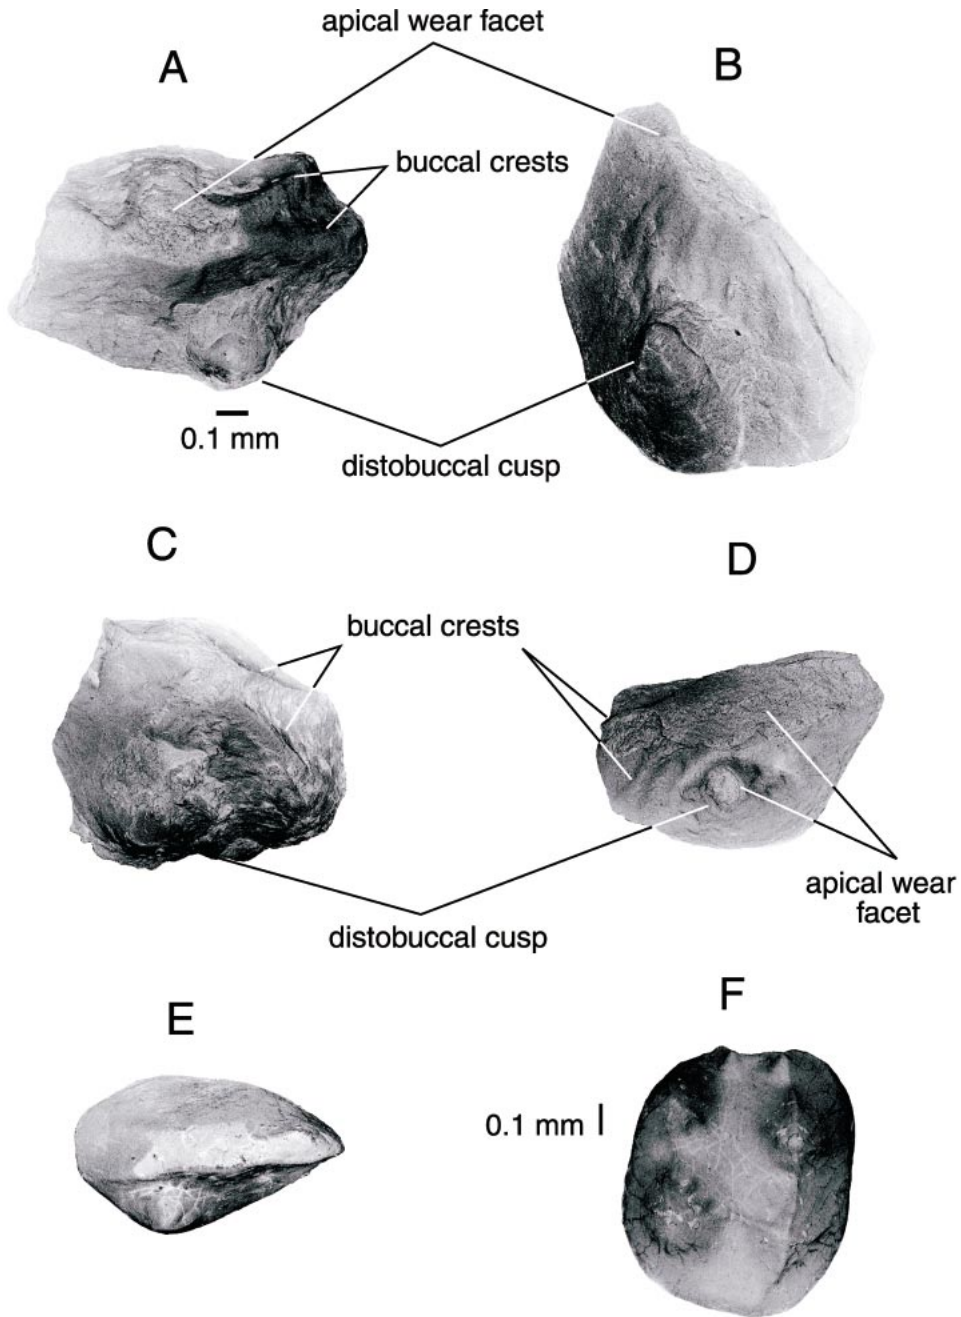 apical wear facet
A
B
buccal crests
0.1 mm
distobuccal cusp
C
D
buccal crests
apical wear
facet
distobuccal cusp
E
F
0.1 mm